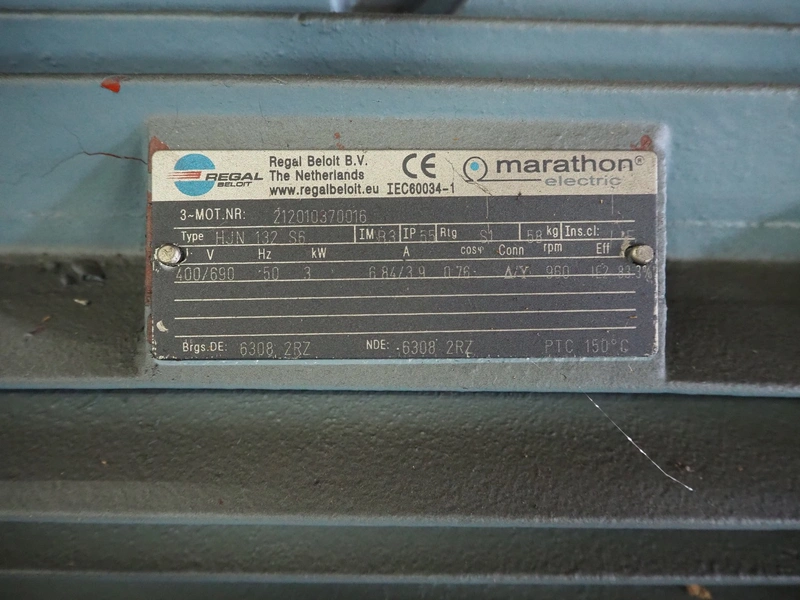 REGAL
BELOIT
Regal Beloit B.V.
The Netherlands
www.regalbeloit.eu IEC60034-1
CE
marathon®
electric
3~MOT.NR: 212010370016
Type HJN 132 S6 IM B3 IP 55 Rtg S1 58 kg Ins.cl:
V Hz kW A cosφ Conn rpm Eff
400/690 50 3 6.84/3.9 0.76 Δ/Y 960 IE2 83.3%
Brgs.DE: 6308 2RZ NDE: 6308 2RZ PTC 150°C